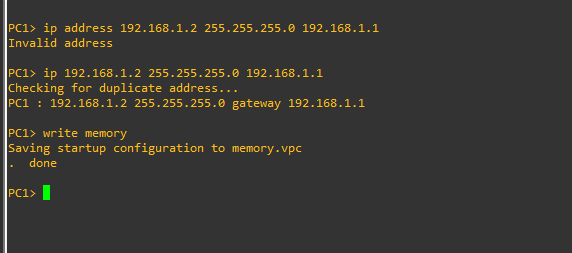 PC1> ip address 192.168.1.2 255.255.255.0 192.168.1.1
Invalid address
PC1> ip 192.168.1.2 255.255.255.0 192.168.1.1
Checking for duplicate address...
PC1 : 192.168.1.2 255.255.255.0 gateway 192.168.1.1
PC1> write memory
Saving startup configuration to memory.vpc
.  done
PC1>